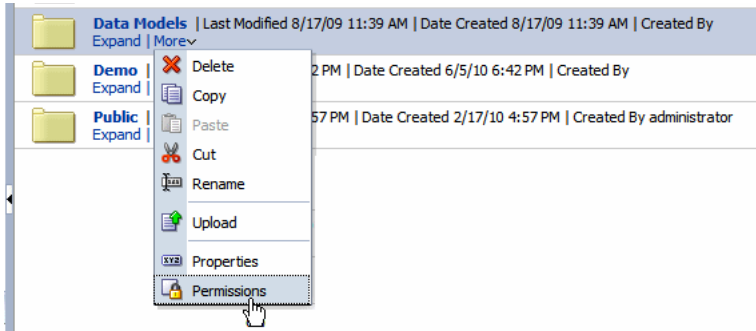 Data Models | Last Modified 8/17/09 11:39 AM | Date Created 8/17/09 11:39 AM | Created By
Expand | More
Demo | 2 PM | Date Created 6/5/10 6:42 PM | Created By
Expand |
Public | 57 PM | Date Created 2/17/10 4:57 PM | Created By administrator
Expand |
Delete
Copy
Paste
Cut
Rename
Upload
XYZ Properties
Permissions